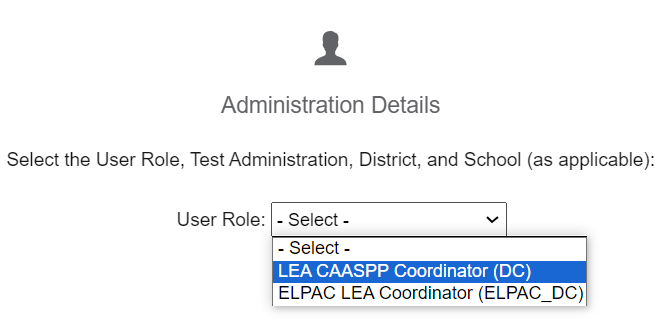 Administration Details
Select the User Role, Test Administration, District, and School (as applicable):
User Role: - Select -
- Select -
LEA CAASPP Coordinator (DC)
ELPAC LEA Coordinator (ELPAC_DC)